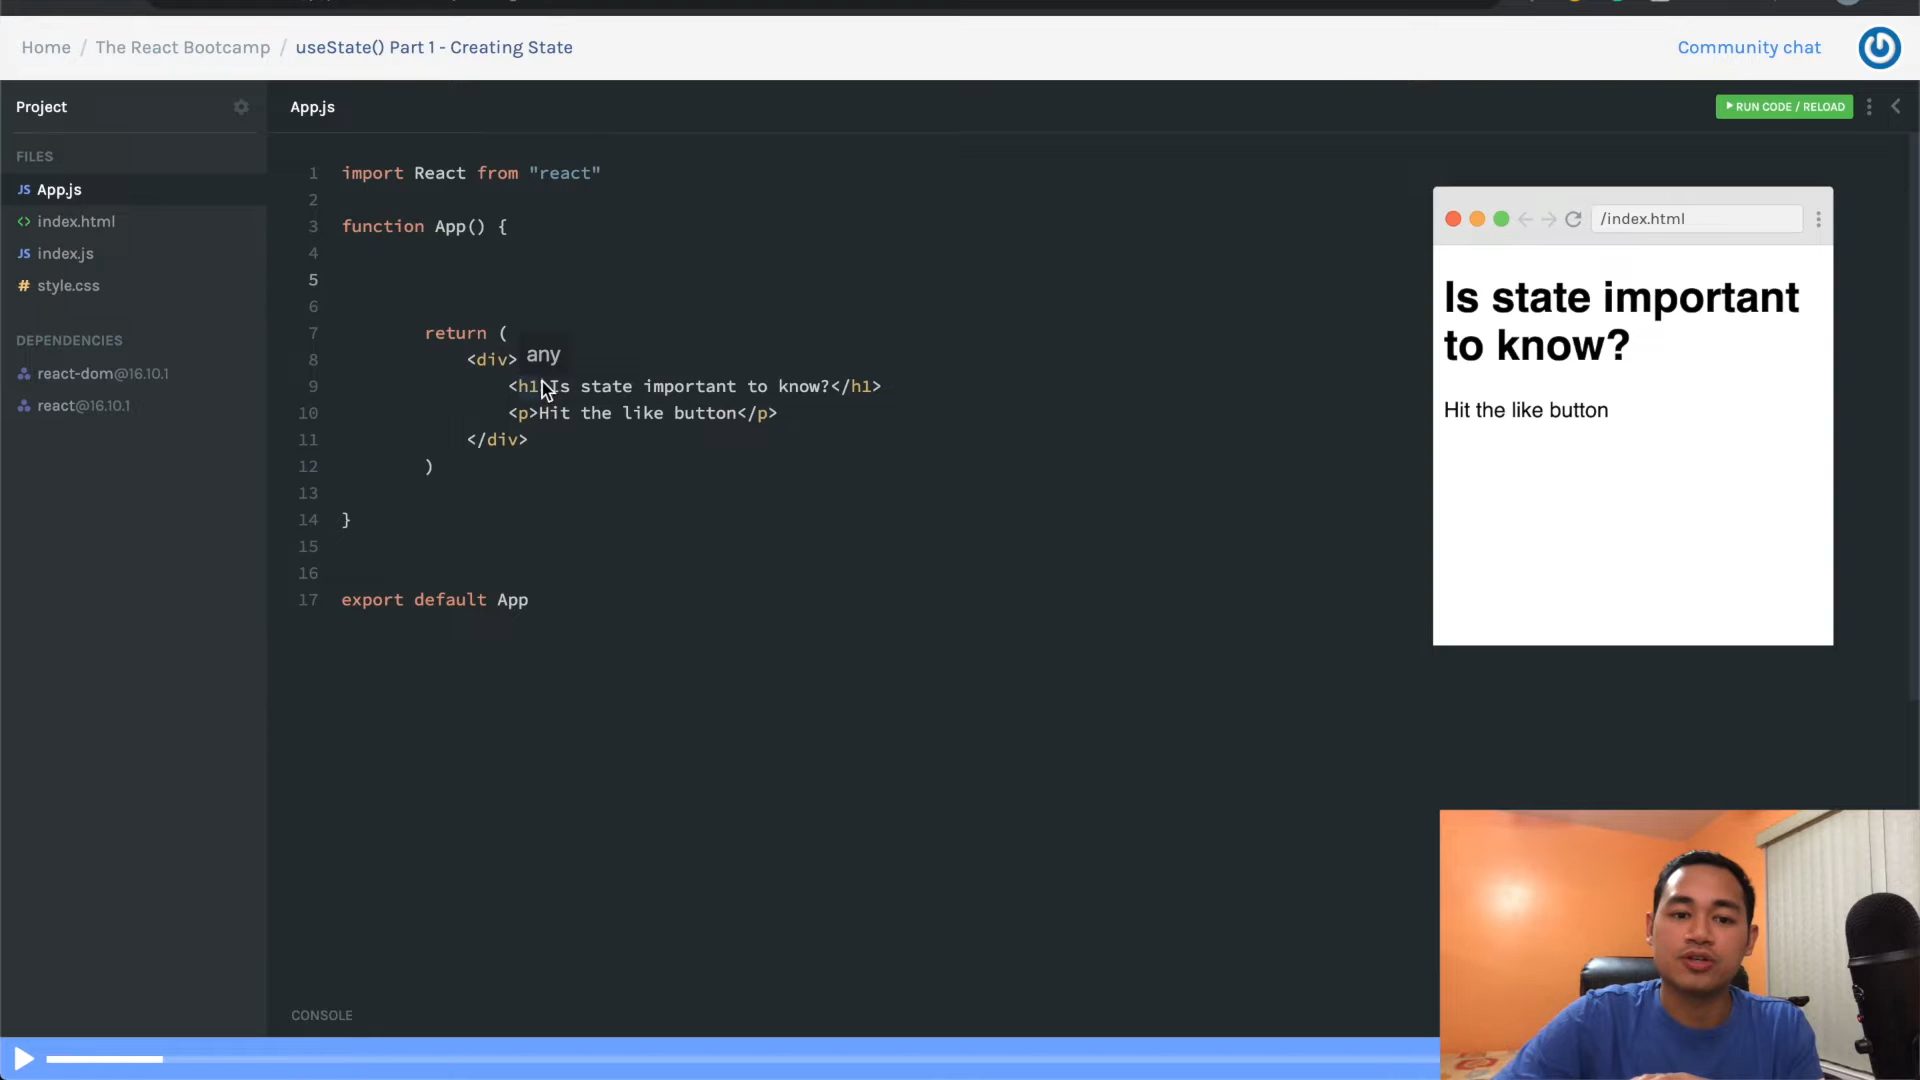 Home / The React Bootcamp / useState() Part 1 - Creating State
Community chat
Project
App.js
RUN CODE / RELOAD
FILES
JS App.js
<> index.html
JS index.js
# style.css
DEPENDENCIES
react-dom@16.10.1
react@16.10.1
1 import React from "react"
2
3 function App() {
4
5
6
7 return (
8 <div>
any
9 <h1>Is state important to know?</h1>
10 <p>Hit the like button</p>
11 </div>
12 )
13
14 }
15
16
17 export default App
/index.html
Is state important
to know?
Hit the like button
CONSOLE